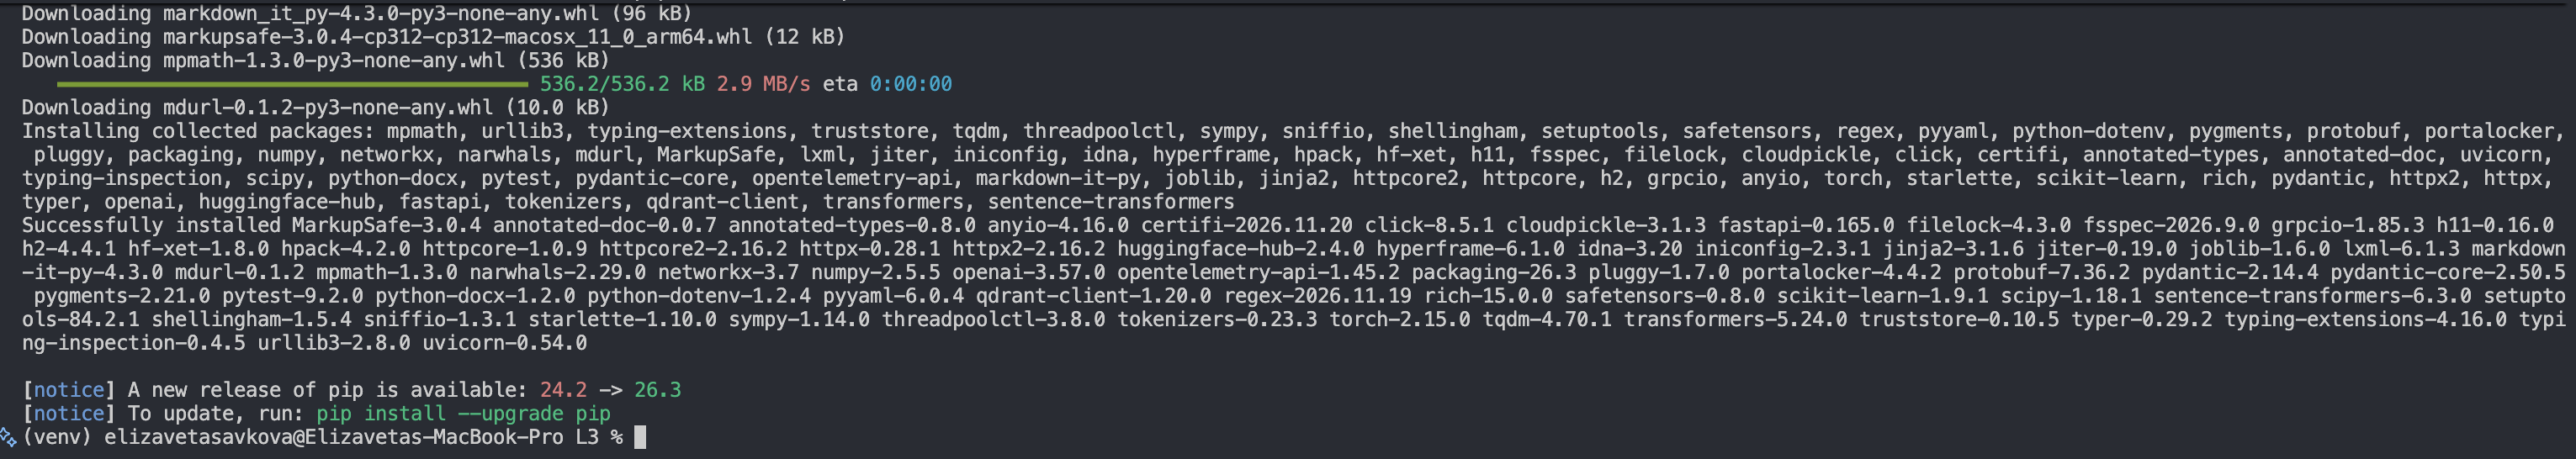 Downloading markdown_it_py-4.3.0-py3-none-any.whl (96 kB)
Downloading markupsafe-3.0.4-cp312-cp312-macosx_11_0_arm64.whl (12 kB)
Downloading mpmath-1.3.0-py3-none-any.whl (536 kB)
536.2/536.2 kB 2.9 MB/s eta 0:00:00
Downloading mdurl-0.1.2-py3-none-any.whl (10.0 kB)
Installing collected packages: mpmath, urllib3, typing-extensions, truststore, tqdm, threadpoolctl, sympy, sniffio, shellingham, setuptools, safetensors, regex, pyyaml, python-dotenv, pygments, protobuf, portalocker,
pluggy, packaging, numpy, networkx, narwhals, mdurl, MarkupSafe, lxml, jiter, iniconfig, idna, hyperframe, hpack, hf-xet, h11, fsspec, filelock, cloudpickle, click, certifi, annotated-types, annotated-doc, uvicorn,
typing-inspection, scipy, python-docx, pytest, pydantic-core, opentelemetry-api, markdown-it-py, joblib, jinja2, httpcore2, httpcore, h2, grpcio, anyio, torch, starlette, scikit-learn, rich, pydantic, httpx2, httpx,
typer, openai, huggingface-hub, fastapi, tokenizers, qdrant-client, transformers, sentence-transformers
Successfully installed MarkupSafe-3.0.4 annotated-doc-0.0.7 annotated-types-0.8.0 anyio-4.16.0 certifi-2026.11.20 click-8.5.1 cloudpickle-3.1.3 fastapi-0.165.0 filelock-4.3.0 fsspec-2026.9.0 grpcio-1.85.3 h11-0.16.0
h2-4.4.1 hf-xet-1.8.0 hpack-4.2.0 httpcore-1.0.9 httpcore2-2.16.2 httpx-0.28.1 httpx2-2.16.2 huggingface-hub-2.4.0 hyperframe-6.1.0 idna-3.20 iniconfig-2.3.1 jinja2-3.1.6 jiter-0.19.0 joblib-1.6.0 lxml-6.1.3 markdown
-it-py-4.3.0 mdurl-0.1.2 mpmath-1.3.0 narwhals-2.29.0 networkx-3.7 numpy-2.5.5 openai-3.57.0 opentelemetry-api-1.45.2 packaging-26.3 pluggy-1.7.0 portalocker-4.4.2 protobuf-7.36.2 pydantic-2.14.4 pydantic-core-2.50.5
pygments-2.21.0 pytest-9.2.0 python-docx-1.2.0 python-dotenv-1.2.4 pyyaml-6.0.4 qdrant-client-1.20.0 regex-2026.11.19 rich-15.0.0 safetensors-0.8.0 scikit-learn-1.9.1 scipy-1.18.1 sentence-transformers-6.3.0 setupto
ols-84.2.1 shellingham-1.5.4 sniffio-1.3.1 starlette-1.10.0 sympy-1.14.0 threadpoolctl-3.8.0 tokenizers-0.23.3 torch-2.15.0 tqdm-4.70.1 transformers-5.24.0 truststore-0.10.5 typer-0.29.2 typing-extensions-4.16.0 typi
ng-inspection-0.4.5 urllib3-2.8.0 uvicorn-0.54.0
[notice] A new release of pip is available: 24.2 -> 26.3
[notice] To update, run: pip install --upgrade pip
(venv) elizavetasavkova@Elizavetas-MacBook-Pro L3 %